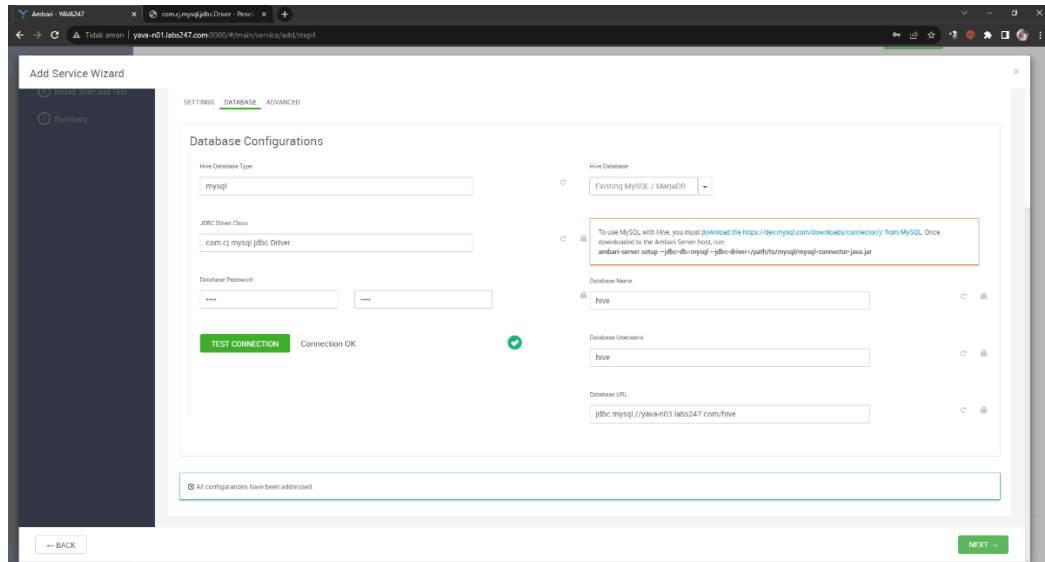 Ambari - YAVA247
com.cj.mysql.jdbc.Driver - Penel
Tidak aman | yava-n01.labs247.com:8080/#/main/service/add/step4
Add Service Wizard
Install, Start and Test
7 Summary
SETTINGS DATABASE ADVANCED
Database Configurations
Hive Database Type
mysql
Hive Database
Existing MySQL / MariaDB
JDBC Driver Class
com.cj.mysql.jdbc.Driver
To use MySQL with Hive, you must download the https://dev.mysql.com/downloads/connector/j/ from MySQL. Once
downloaded to the Ambari Server host, run:
ambari-server setup --jdbc-db=mysql --jdbc-driver=/path/to/mysql/mysql-connector-java.jar
Database Password
••••
••••
Database Name
hive
TEST CONNECTION
Connection OK
Database Username
hive
Database URL
jdbc:mysql://yava-n03.labs247.com/hive
All configurations have been addressed.
← BACK
NEXT →